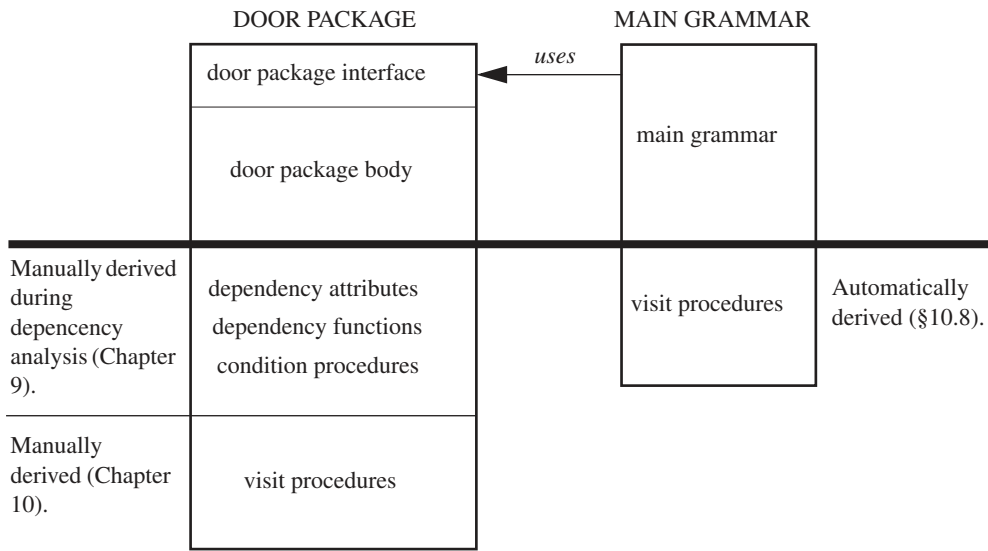 DOOR PACKAGE
MAIN GRAMMAR
door package interface
uses
main grammar
door package body
Manually derived
during
depencency
analysis (Chapter
9).
dependency attributes
dependency functions
condition procedures
visit procedures
Automatically
derived (§10.8).
Manually
derived (Chapter
10).
visit procedures